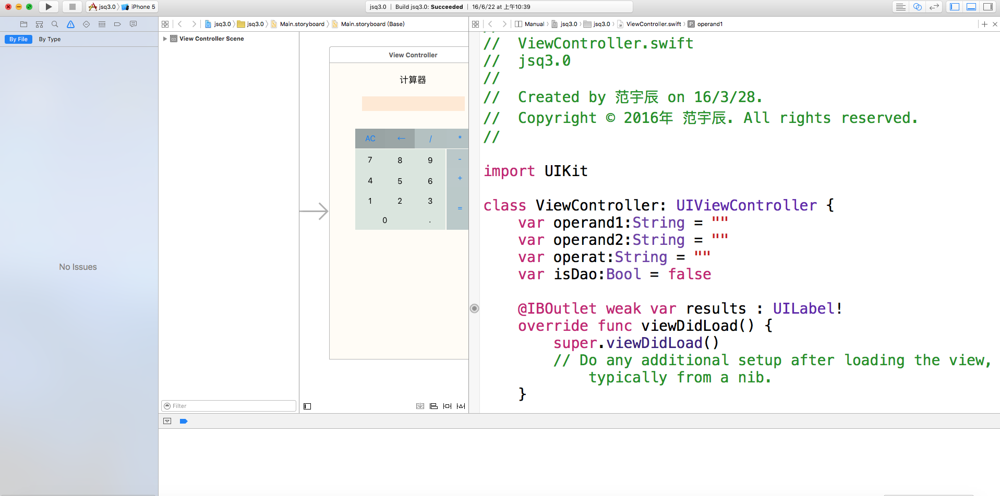 jsq3.0 iPhone 5
jsq3.0 | Build jsq3.0: Succeeded | 16/6/22 at 上午10:39
jsq3.0 jsq3.0 Main.storyboard Main.storyboard (Base)
Manual jsq3.0 jsq3.0 ViewController.swift P operand1
By File By Type
No Issues
View Controller Scene
Filter
View Controller
计算器
AC ← / *
7 8 9 -
4 5 6 +
1 2 3 =
0 .
//
//  ViewController.swift
//  jsq3.0
//
//  Created by 范宇辰 on 16/3/28.
//  Copyright © 2016年 范宇辰. All rights reserved.
//
import UIKit
class ViewController: UIViewController {
    var operand1:String = ""
    var operand2:String = ""
    var operat:String = ""
    var isDao:Bool = false
    @IBOutlet weak var results : UILabel!
    override func viewDidLoad() {
        super.viewDidLoad()
        // Do any additional setup after loading the view,
            typically from a nib.
    }